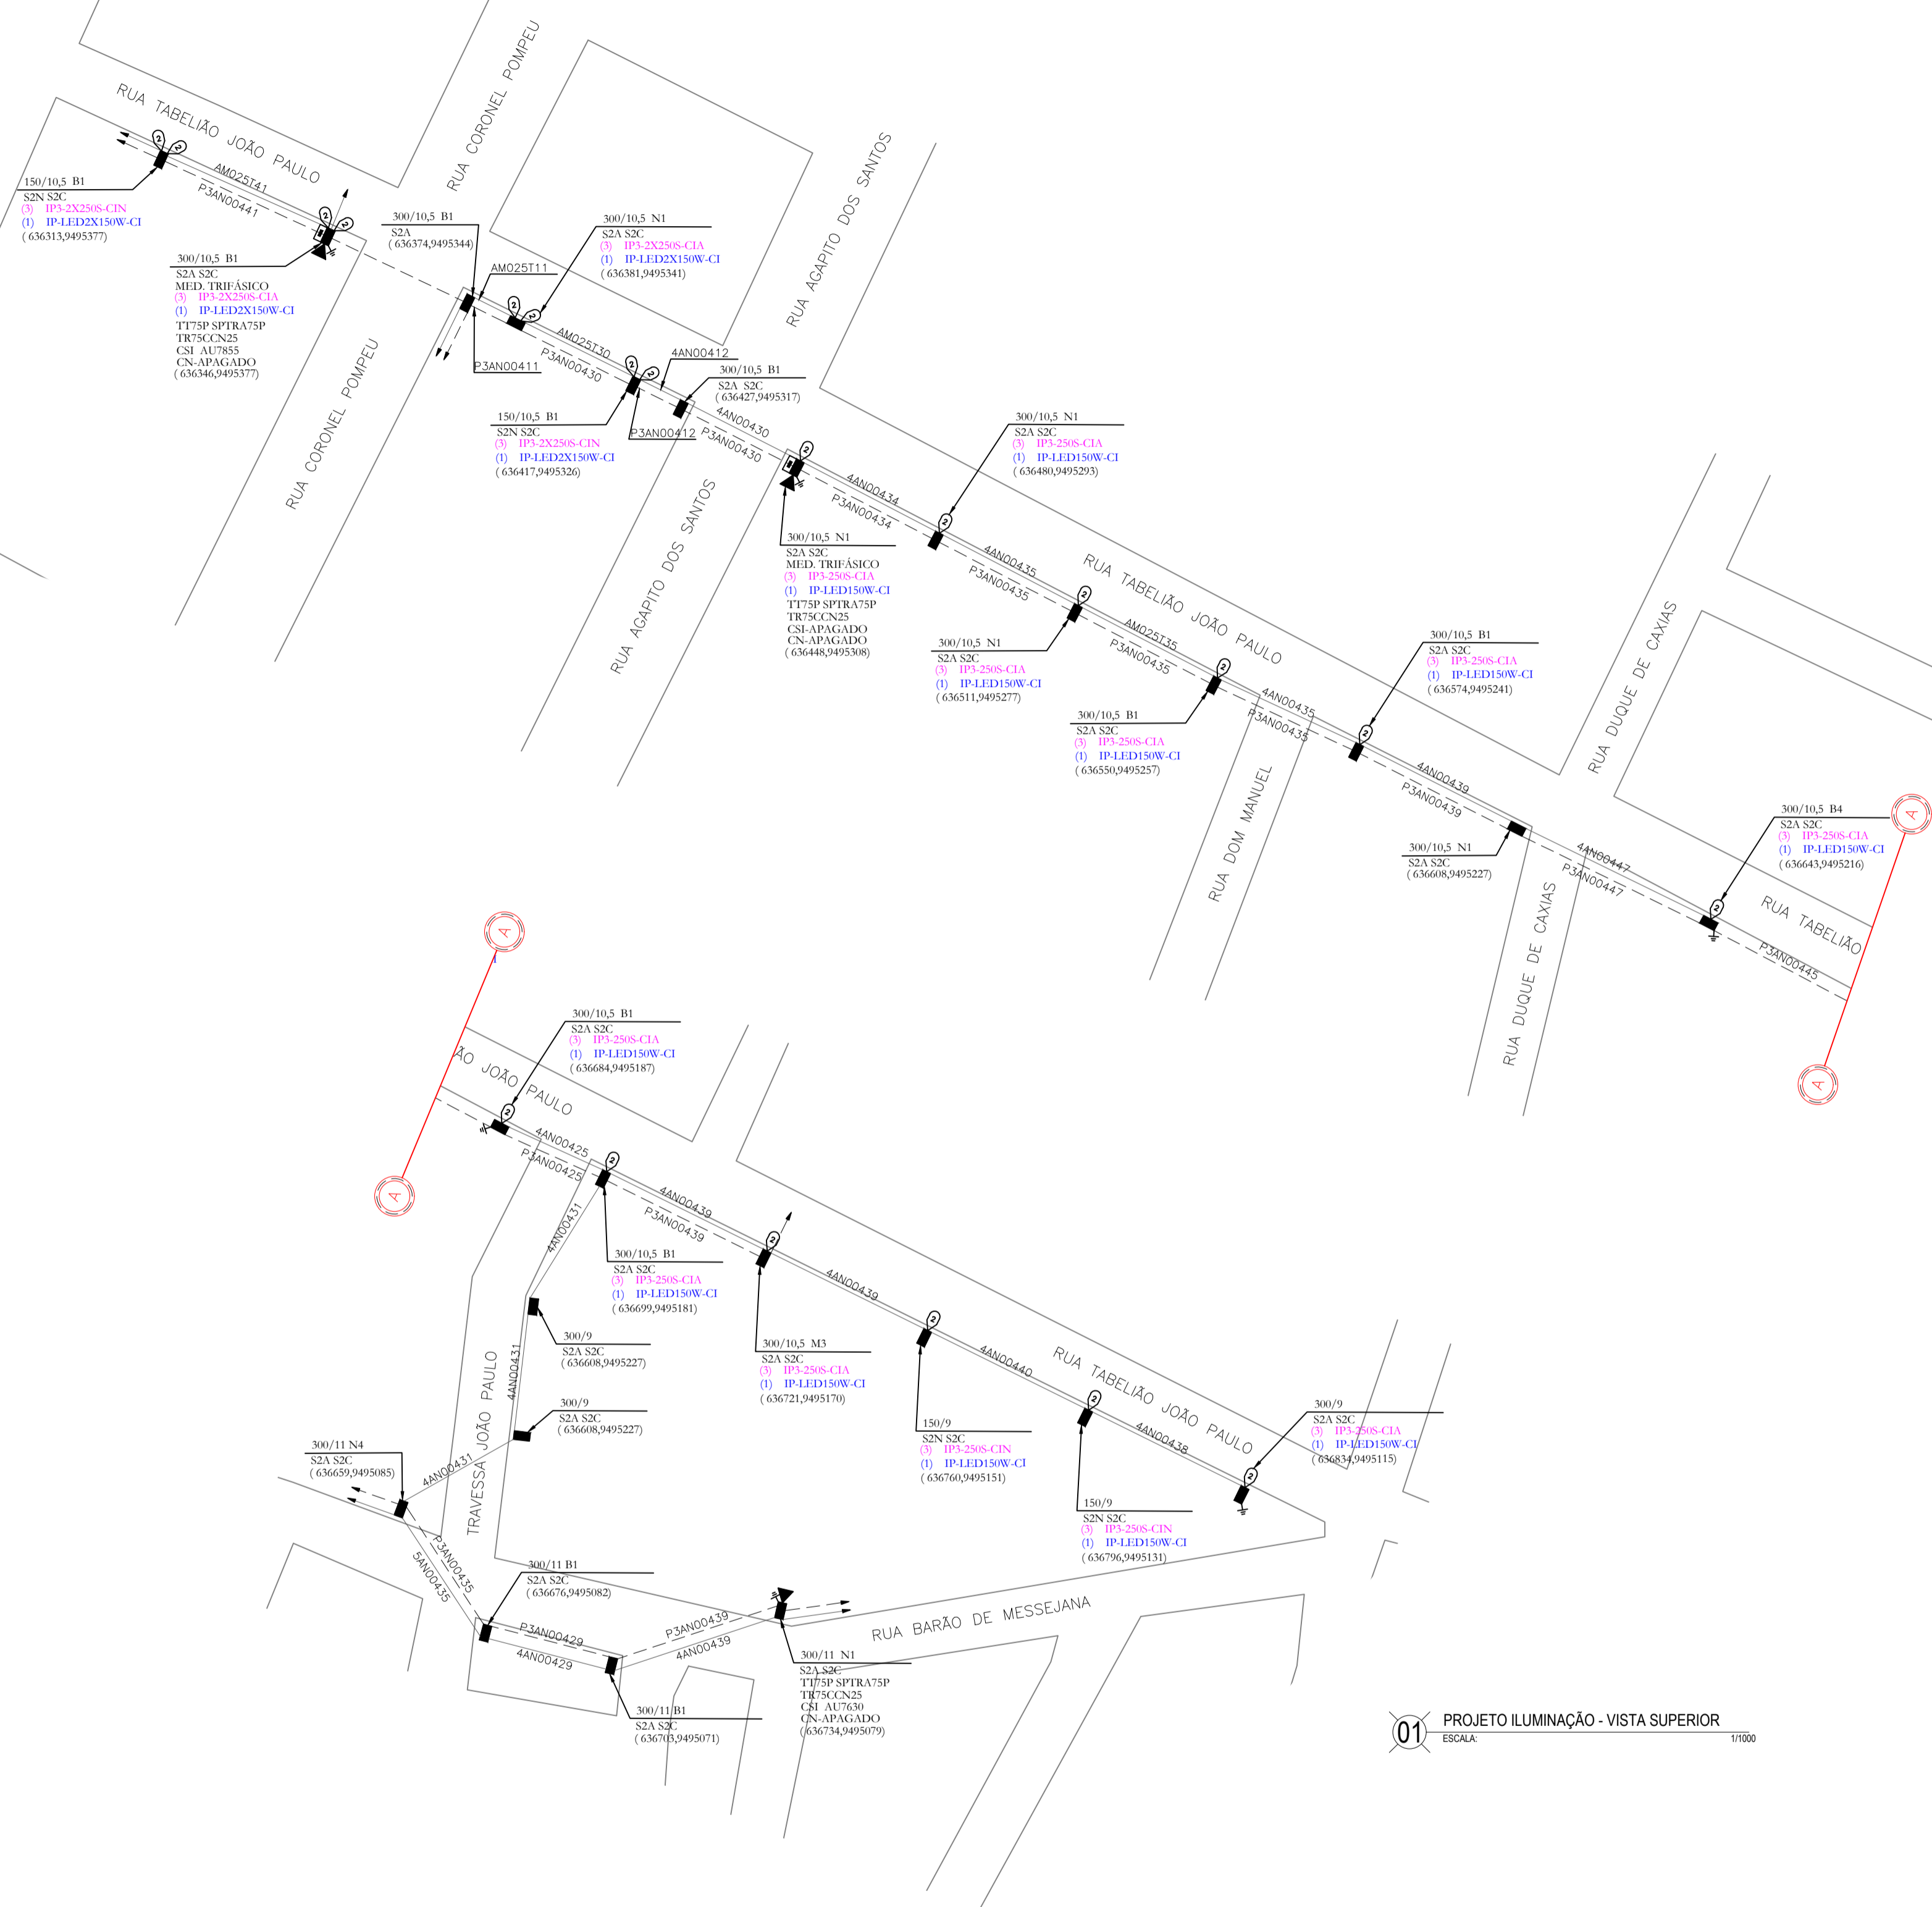 RUA TABELIÃO JOÃO PAULO
RUA CORONEL POMPEU
2
2
AM025T41
P3AN00441
150/10,5 B1
S2N S2C
(3) IP3-2X250S-CIN
(1) IP-LED2X150W-CI
( 636313,9495377)
2
2
300/10,5 B1
S2A S2C
MED. TRIFÁSICO
(3) IP3-2X250S-CIA
(1) IP-LED2X150W-CI
TT75P SPTRA75P
TR75CCN25
CSI AU7855
CN-APAGADO
( 636346,9495377)
300/10,5 B1
S2A
( 636374,9495344)
AM025T11
P3AN00411
300/10,5 N1
S2A S2C
(3) IP3-2X250S-CIA
(1) IP-LED2X150W-CI
( 636381,9495341)
2
2
AM025T30
P3AN00430
RUA CORONEL POMPEU
RUA AGAPITO DOS SANTOS
2
2
4AN00412
P3AN00412
150/10,5 B1
S2N S2C
(3) IP3-2X250S-CIN
(1) IP-LED2X150W-CI
( 636417,9495326)
300/10,5 B1
S2A S2C
( 636427,9495317)
4AN00430
P3AN00430
RUA AGAPITO DOS SANTOS
2
300/10,5 N1
S2A S2C
MED. TRIFÁSICO
(3) IP3-250S-CIA
(1) IP-LED150W-CI
TT75P SPTRA75P
TR75CCN25
CSI-APAGADO
CN-APAGADO
( 636448,9495308)
4AN00434
P3AN00434
300/10,5 N1
S2A S2C
(3) IP3-250S-CIA
(1) IP-LED150W-CI
( 636480,9495293)
2
4AN00435
P3AN00435
RUA TABELIÃO JOÃO PAULO
2
300/10,5 N1
S2A S2C
(3) IP3-250S-CIA
(1) IP-LED150W-CI
( 636511,9495277)
AM025T35
P3AN00435
2
300/10,5 B1
S2A S2C
(3) IP3-250S-CIA
(1) IP-LED150W-CI
( 636550,9495257)
4AN00435
P3AN00435
RUA DOM MANUEL
2
300/10,5 B1
S2A S2C
(3) IP3-250S-CIA
(1) IP-LED150W-CI
( 636574,9495241)
RUA DUQUE DE CAXIAS
4AN00439
P3AN00439
300/10,5 N1
S2A S2C
( 636608,9495227)
RUA DUQUE DE CAXIAS
4AN00447
P3AN00447
300/10,5 B4
S2A S2C
(3) IP3-250S-CIA
(1) IP-LED150W-CI
( 636643,9495216)
2
RUA TABELIÃO
P3AN00445
A
A
A
A
300/10,5 B1
S2A S2C
(3) IP3-250S-CIA
(1) IP-LED150W-CI
( 636684,9495187)
ÃO JOÃO PAULO
2
4AN00425
P3AN00425
2
300/10,5 B1
S2A S2C
(3) IP3-250S-CIA
(1) IP-LED150W-CI
( 636699,9495181)
4AN00431
4AN00439
P3AN00439
300/9
S2A S2C
( 636608,9495227)
4AN00431
TRAVESSA JOÃO PAULO
300/9
S2A S2C
( 636608,9495227)
4AN00431
2
300/10,5 M3
S2A S2C
(3) IP3-250S-CIA
(1) IP-LED150W-CI
( 636721,9495170)
4AN00439
2
150/9
S2N S2C
(3) IP3-250S-CIN
(1) IP-LED150W-CI
( 636760,9495151)
4AN00440
RUA TABELIÃO JOÃO PAULO
2
150/9
S2N S2C
(3) IP3-250S-CIN
(1) IP-LED150W-CI
( 636796,9495131)
4AN00438
2
300/9
S2A S2C
(3) IP3-250S-CIA
(1) IP-LED150W-CI
( 636834,9495115)
300/11 N4
S2A S2C
( 636659,9495085)
P3AN00435
5AN00435
300/11 B1
S2A S2C
( 636676,9495082)
P3AN00429
4AN00429
300/11 B1
S2A S2C
( 636703,9495071)
P3AN00439
4AN00439
300/11 N1
S2A S2C
TT75P SPTRA75P
TR75CCN25
CSI AU7630
CN-APAGADO
( 636734,9495079)
RUA BARÃO DE MESSEJANA
01
PROJETO ILUMINAÇÃO - VISTA SUPERIOR
ESCALA: 1/1000